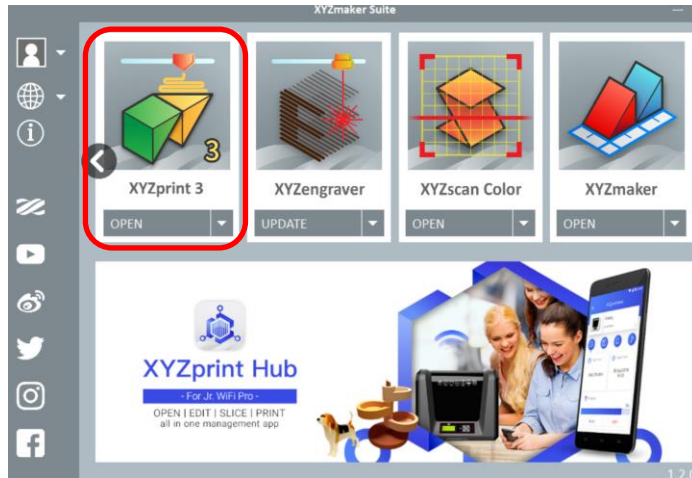 XYZmaker Suite
3
XYZprint 3
OPEN
XYZengraver
UPDATE
XYZscan Color
OPEN
XYZmaker
OPEN
XYZprint Hub
- For Jr. WiFi Pro -
OPEN | EDIT | SLICE | PRINT
all in one management app